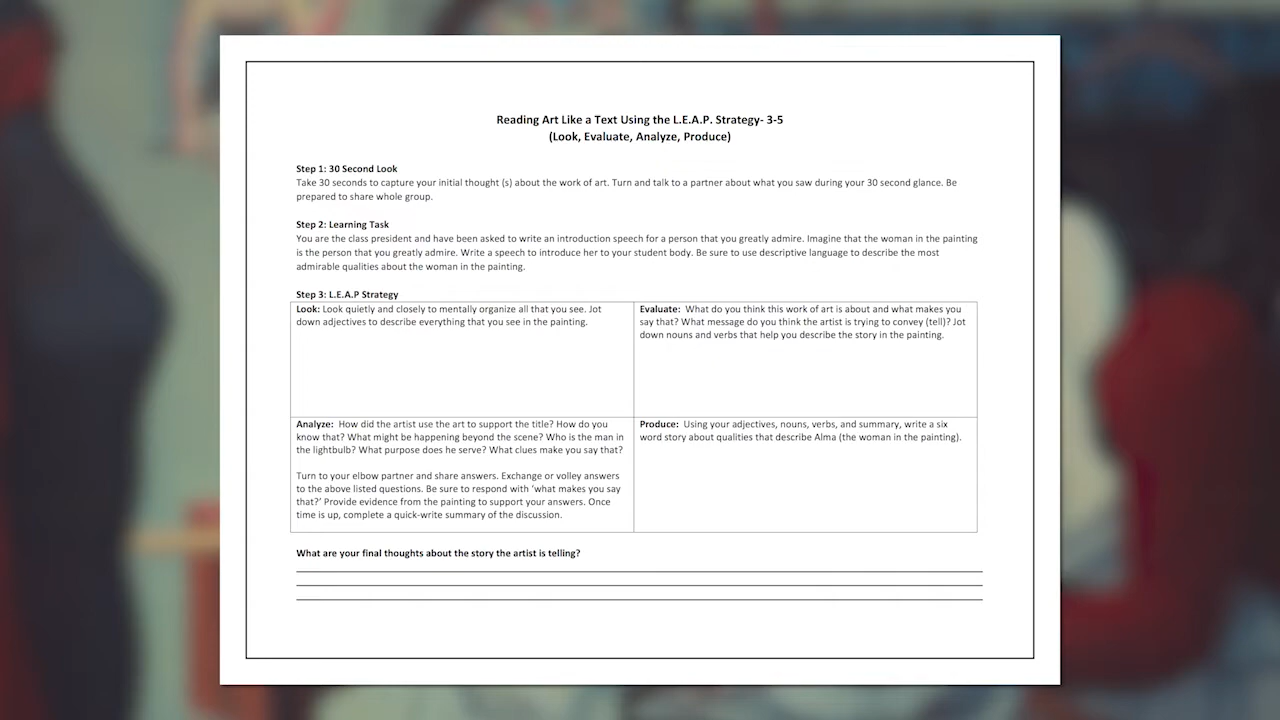 Reading Art Like a Text Using the L.E.A.P. Strategy- 3-5
(Look, Evaluate, Analyze, Produce)
Step 1: 30 Second Look
Take 30 seconds to capture your initial thought (s) about the work of art. Turn and talk to a partner about what you saw during your 30 second glance. Be
prepared to share whole group.
Step 2: Learning Task
You are the class president and have been asked to write an introduction speech for a person that you greatly admire. Imagine that the woman in the painting
is the person that you greatly admire. Write a speech to introduce her to your student body. Be sure to use descriptive language to describe the most
admirable qualities about the woman in the painting.
Step 3: L.E.A.P Strategy
Look: Look quietly and closely to mentally organize all that you see. Jot
down adjectives to describe everything that you see in the painting.
Evaluate: What do you think this work of art is about and what makes you
say that? What message do you think the artist is trying to convey (tell)? Jot
down nouns and verbs that help you describe the story in the painting.
Analyze: How did the artist use the art to support the title? How do you
know that? What might be happening beyond the scene? Who is the man in
the lightbulb? What purpose does he serve? What clues make you say that?
Turn to your elbow partner and share answers. Exchange or volley answers
to the above listed questions. Be sure to respond with 'what makes you say
that?' Provide evidence from the painting to support your answers. Once
time is up, complete a quick-write summary of the discussion.
Produce: Using your adjectives, nouns, verbs, and summary, write a six
word story about qualities that describe Alma (the woman in the painting).
What are your final thoughts about the story the artist is telling?